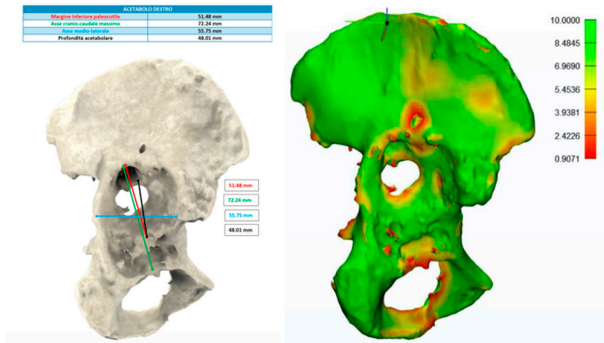 ACETABOLO DESTRO
Margine inferiore paleocotile 51.48 mm
Asse cranio-caudale massima 72.24 mm
Asse medio-laterale 55.75 mm
Profondità acetabolare 48.01 mm
51.48 mm
72.24 mm
55.75 mm
48.01 mm
10.0000
8.4845
6.9690
5.4536
3.9381
2.4226
0.9071